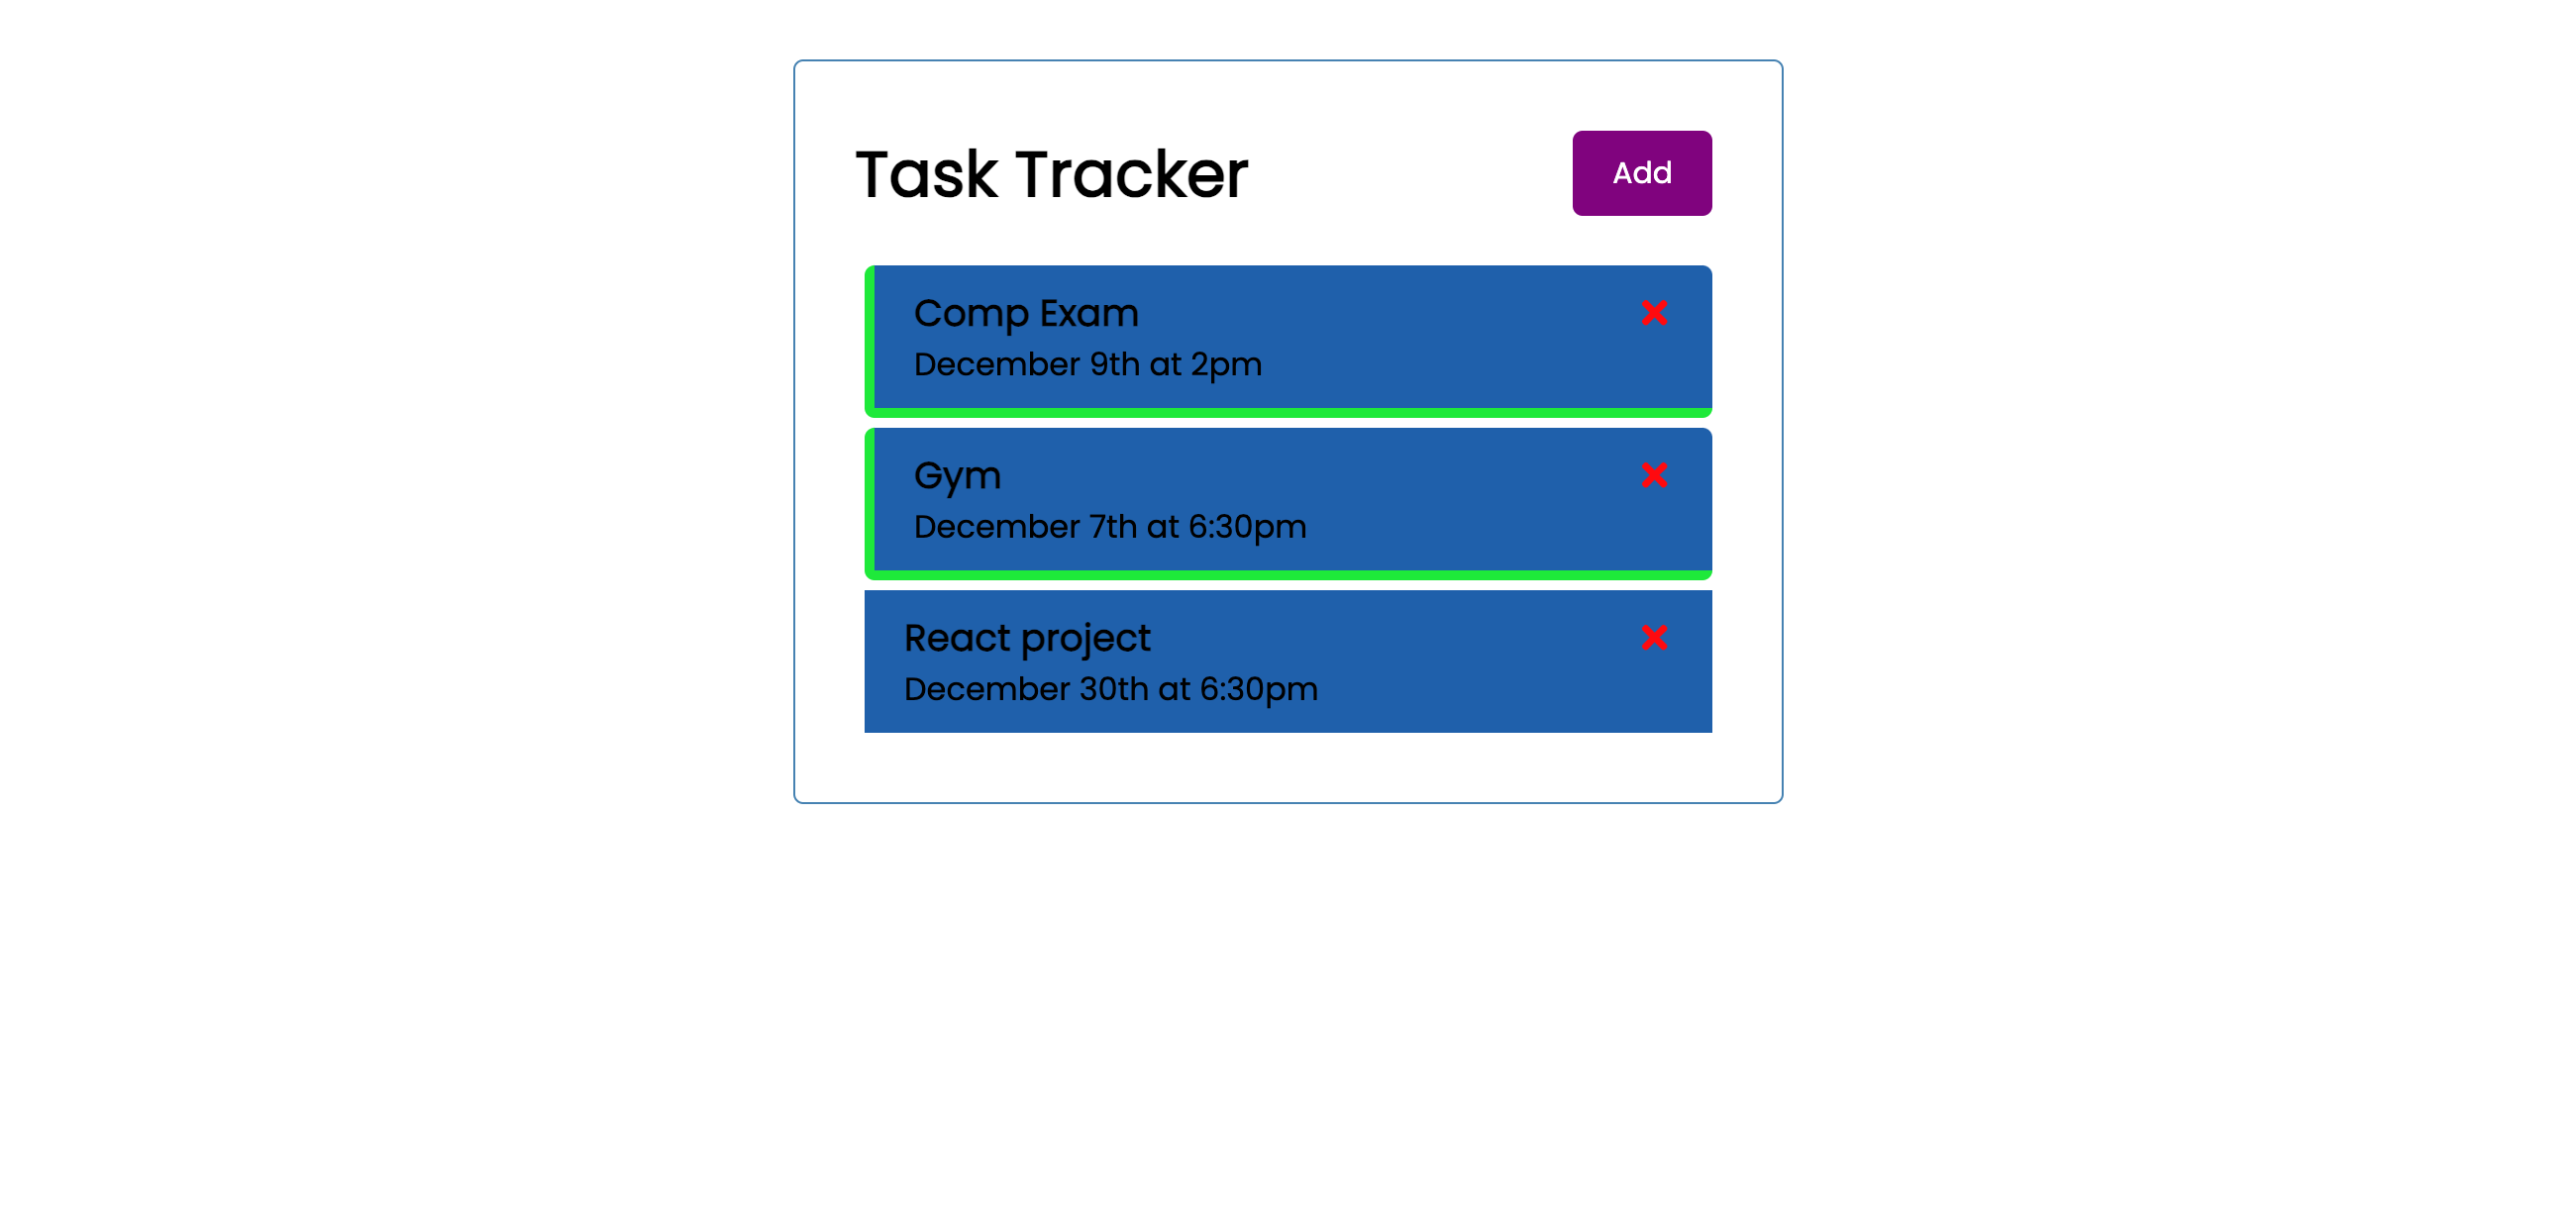 Task Tracker
Add
Comp Exam
December 9th at 2pm
Gym
December 7th at 6:30pm
React project
December 30th at 6:30pm